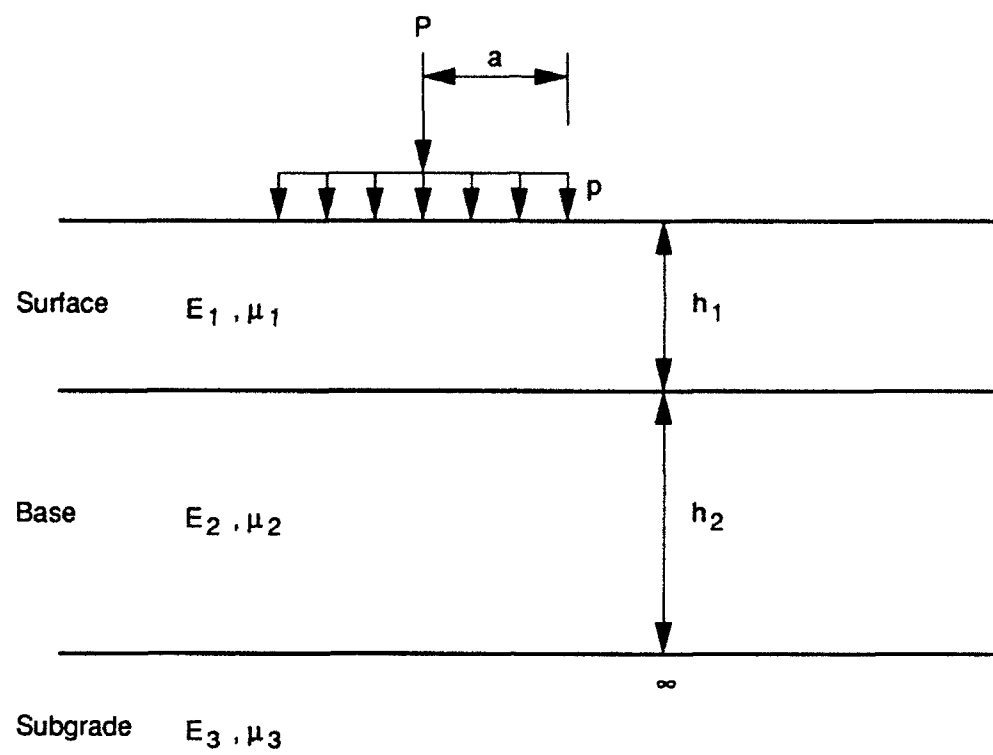 P
a
p
Surface E₁ , μ₁ h₁
Base E₂ , μ₂ h₂
∞
Subgrade E₃ , μ₃